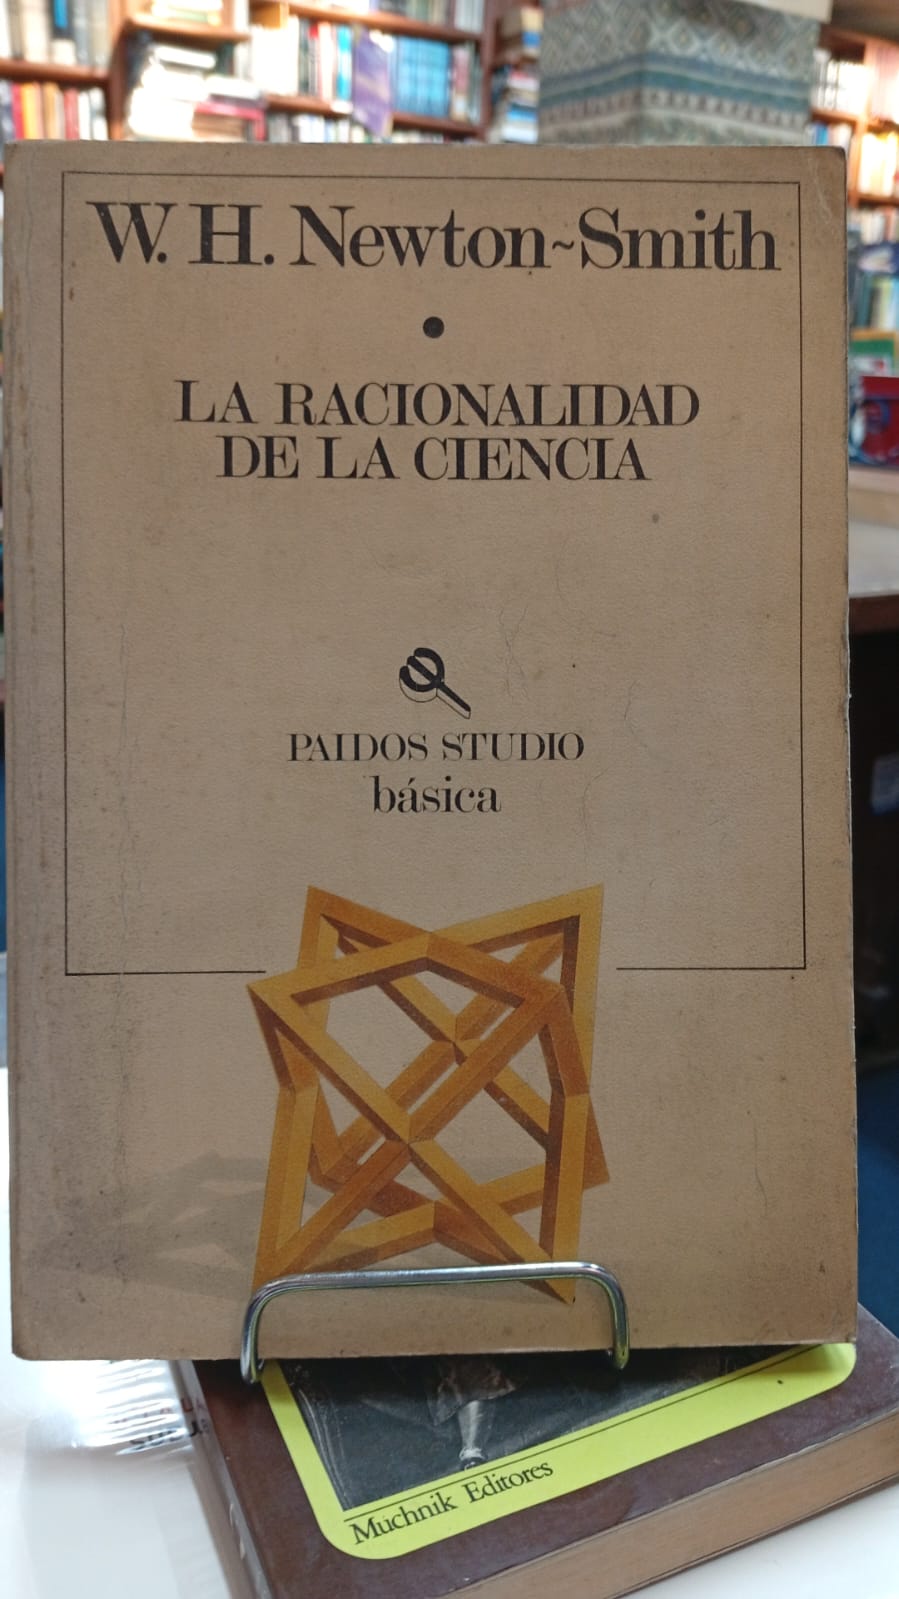 W. H. Newton~Smith
LA RACIONALIDAD
DE LA CIENCIA
PAIDOS STUDIO
básica
Muchnik Editores